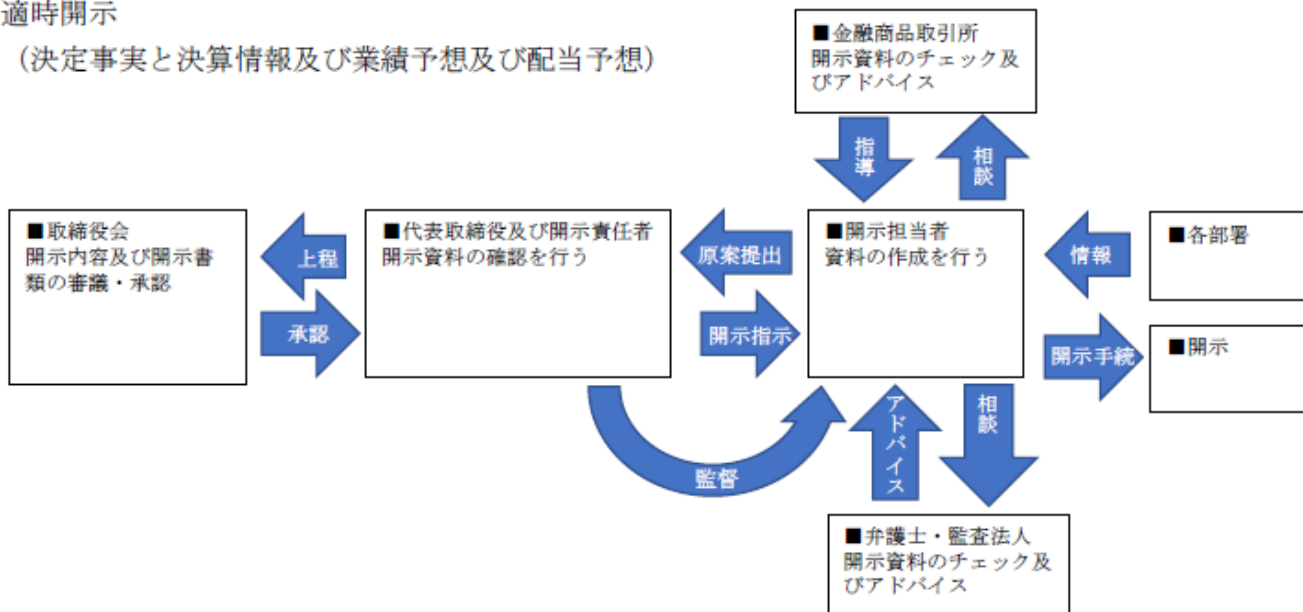 適時開示
（決定事実と決算情報及び業績予想及び配当予想）
■金融商品取引所
開示資料のチェック及
びアドバイス
指導
相談
■取締役会
開示内容及び開示書
類の審議・承認
上程
承認
■代表取締役及び開示責任者
開示資料の確認を行う
原案提出
開示指示
■開示担当者
資料の作成を行う
情報
開示手続
■各部署
■開示
監督
アドバイス
相談
■弁護士・監査法人
開示資料のチェック及
びアドバイス